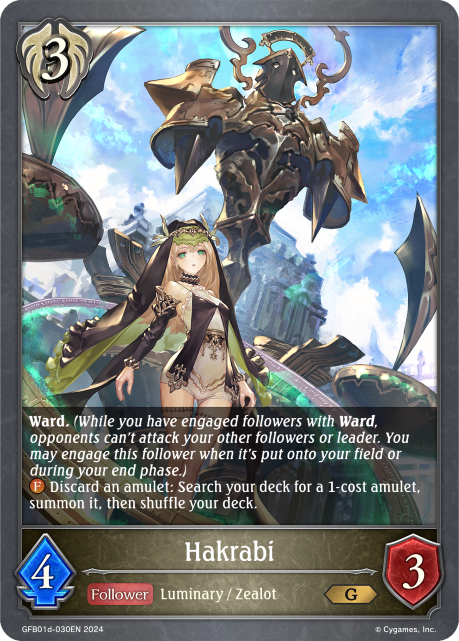 3
Ward. (While you have engaged followers with Ward,
opponents can't attack your other followers or leader. You
may engage this follower when it's put onto your field or
during your end phase.)
F Discard an amulet: Search your deck for a 1-cost amulet,
summon it, then shuffle your deck.
Hakrabi
4
Follower Luminary / Zealot G
3
GFB01d-030EN 2024 © Cygames, Inc.